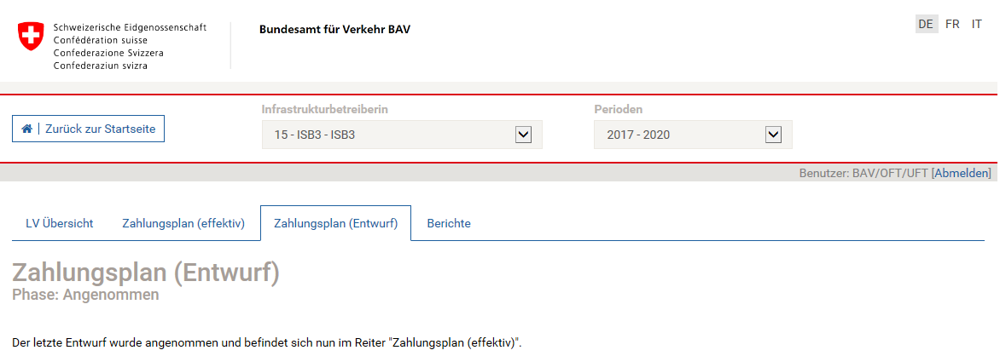 Schweizerische Eidgenossenschaft
Confédération suisse
Confederazione Svizzera
Confederaziun svizra
Bundesamt für Verkehr BAV
DE FR IT
Zurück zur Startseite
Infrastrukturbetreiberin
15 - ISB3 - ISB3
Perioden
2017 - 2020
Benutzer: BAV/OFT/UFT [Abmelden]
LV Übersicht Zahlungsplan (effektiv) Zahlungsplan (Entwurf) Berichte
Zahlungsplan (Entwurf)
Phase: Angenommen
Der letzte Entwurf wurde angenommen und befindet sich nun im Reiter "Zahlungsplan (effektiv)".